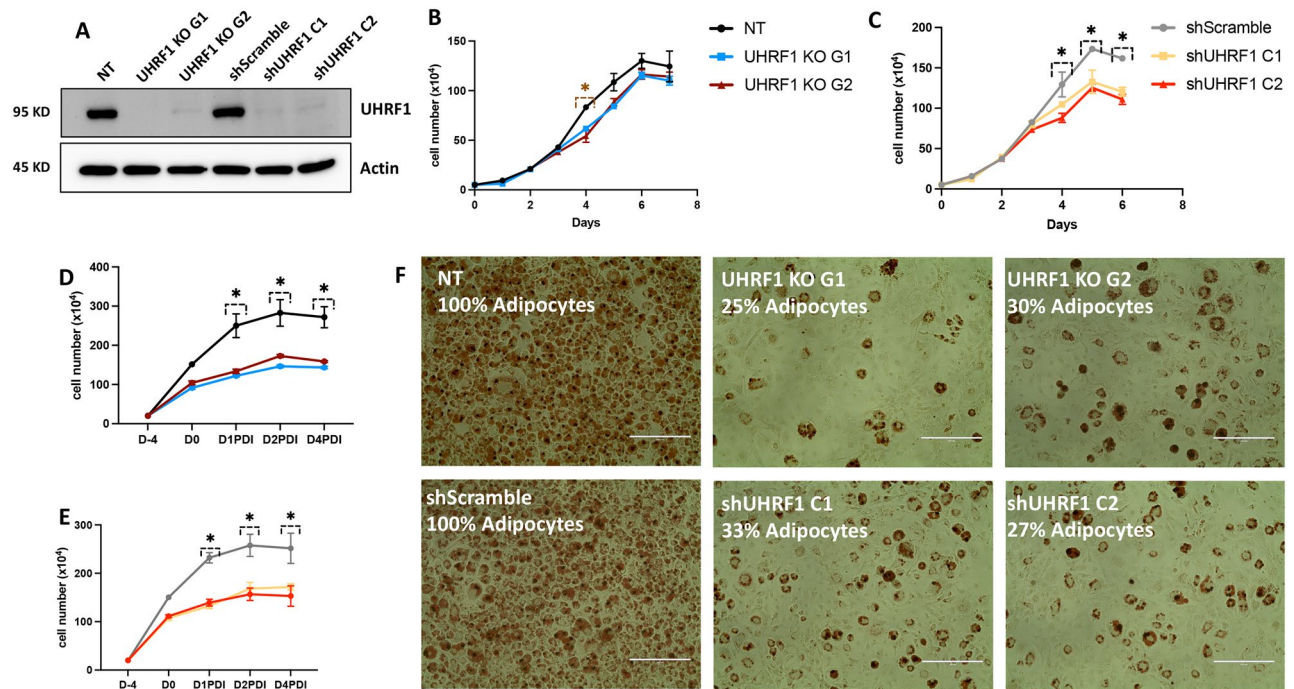 A
NT
UHRF1 KO G1
UHRF1 KO G2
shScramble
shUHRF1 C1
shUHRF1 C2
95 KD
UHRF1
45 KD
Actin
B
150
100
50
0
cell number (x10⁴)
*
0 2 4 6 8
Days
NT
UHRF1 KO G1
UHRF1 KO G2
C
200
150
100
50
0
cell number (x10⁴)
* * *
0 2 4 6 8
Days
shScramble
shUHRF1 C1
shUHRF1 C2
D
400
300
200
100
0
cell number (x10⁴)
* * *
D-4 D0 D1PDI D2PDI D4PDI
E
300
200
100
0
cell number (x10⁴)
* * *
D-4 D0 D1PDI D2PDI D4PDI
F
NT
100% Adipocytes
UHRF1 KO G1
25% Adipocytes
UHRF1 KO G2
30% Adipocytes
shScramble
100% Adipocytes
shUHRF1 C1
33% Adipocytes
shUHRF1 C2
27% Adipocytes